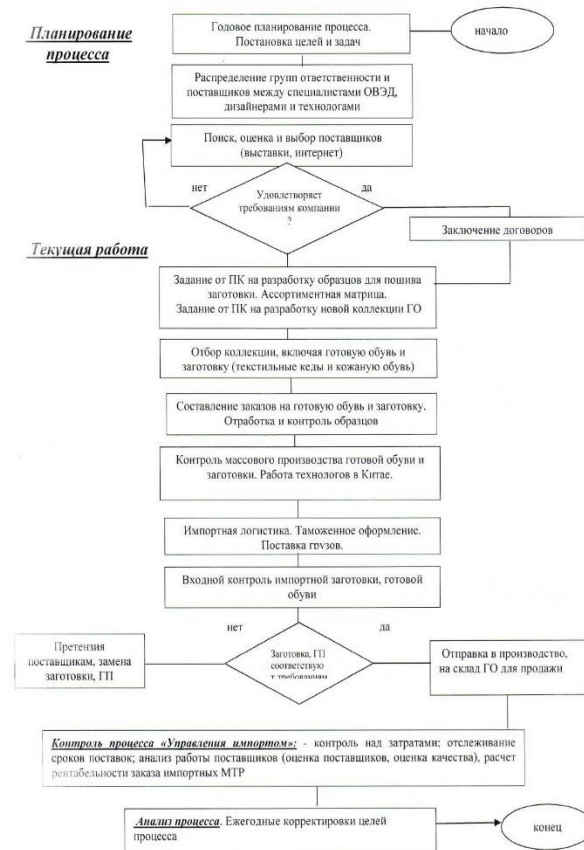 Планирование
процесса
Годовое планирование процесса.
Постановка целей и задач
начало
Распределение групп ответственности и
поставщиков между специалистами ОВЭД,
дизайнерами и технологами
Поиск, оценка и выбор поставщиков
(выставки, интернет)
нет
да
Удовлетворяет
требованиям компании
?
Заключение договоров
Текущая работа
Задание от ПК на разработку образцов для пошива
заготовки. Ассортиментная матрица.
Задание от ПК на разработку новой коллекции ГО
Отбор коллекции, включая готовую обувь и
заготовку (текстильные кеды и кожаную обувь)
Составление заказов на готовую обувь и заготовку.
Отработка и контроль образцов
Контроль массового производства готовой обуви и
заготовки. Работа технологов в Китае.
Импортная логистика. Таможенное оформление.
Поставка грузов.
Входной контроль импортной заготовки, готовой
обуви
нет
да
Претензия
поставщикам, замена
заготовки, ГП
Заготовка, ГП
соответствую
т требованиям
Отправка в производство,
на склад ГО для продажи
Контроль процесса «Управления импортом»: - контроль над затратами; отслеживание
сроков поставок; анализ работы поставщиков (оценка поставщиков, оценка качества), расчет
рентабельности заказа импортных МТР
Анализ процесса. Ежегодные корректировки целей
процесса
конец